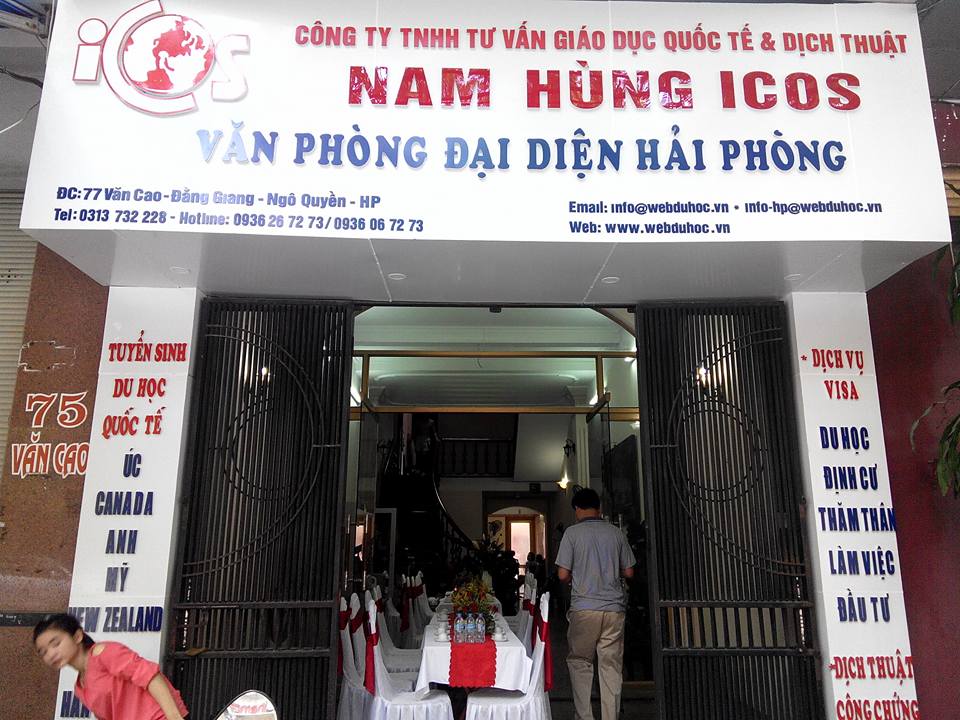 iCOS
CÔNG TY TNHH TƯ VẤN GIÁO DỤC QUỐC TẾ & DỊCH THUẬT
NAM HÙNG ICOS
VĂN PHÒNG ĐẠI DIỆN HẢI PHÒNG
ĐC: 77 Văn Cao - Đằng Giang - Ngô Quyền - HP
Tel: 0313 732 228 - Hotline: 0936 26 72 73 / 0936 06 72 73
Email: info@webduhoc.vn • info-hp@webduhoc.vn
Web: www.webduhoc.vn
75
VĂN CAO
TUYỂN SINH
DU HỌC
QUỐC TẾ
ÚC
CANADA
ANH
MỸ
NEW ZEALAND
* DỊCH VỤ
VISA
DU HỌC
ĐỊNH CƯ
THĂM THÂN
LÀM VIỆC
ĐẦU TƯ
*DỊCH THUẬT
CÔNG CHỨNG